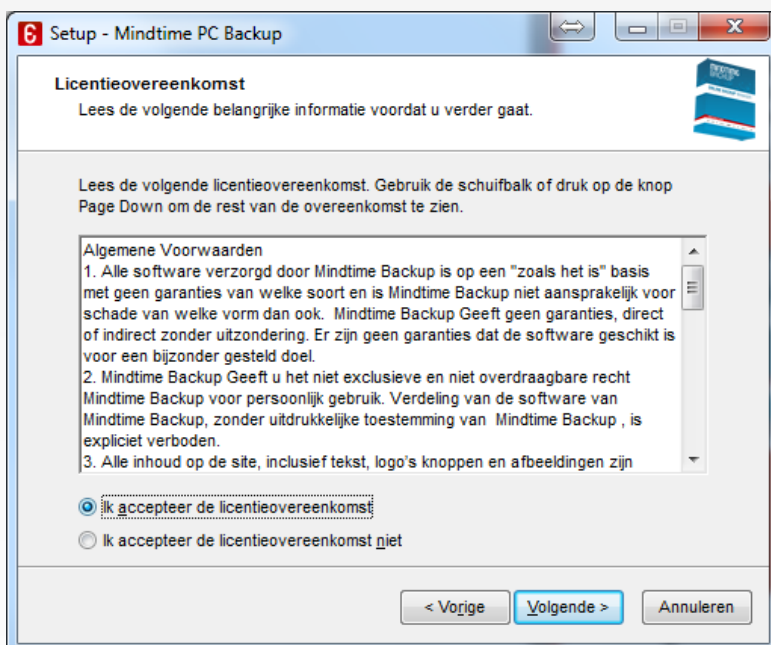 Setup - Mindtime PC Backup
Licentieovereenkomst
Lees de volgende belangrijke informatie voordat u verder gaat.
MINDTIME
BACKUP
Lees de volgende licentieovereenkomst. Gebruik de schuifbalk of druk op de knop
Page Down om de rest van de overeenkomst te zien.
Algemene Voorwaarden
1. Alle software verzorgd door Mindtime Backup is op een "zoals het is" basis
met geen garanties van welke soort en is Mindtime Backup niet aansprakelijk voor
schade van welke vorm dan ook.  Mindtime Backup Geeft geen garanties, direct
of indirect zonder uitzondering. Er zijn geen garanties dat de software geschikt is
voor een bijzonder gesteld doel.
2. Mindtime Backup Geeft u het niet exclusieve en niet overdraagbare recht
Mindtime Backup voor persoonlijk gebruik. Verdeling van de software van
Mindtime Backup, zonder uitdrukkelijke toestemming van  Mindtime Backup , is
expliciet verboden.
3. Alle inhoud op de site, inclusief tekst, logo's knoppen en afbeeldingen zijn
Ik accepteer de licentieovereenkomst
Ik accepteer de licentieovereenkomst niet
< Vorige
Volgende >
Annuleren